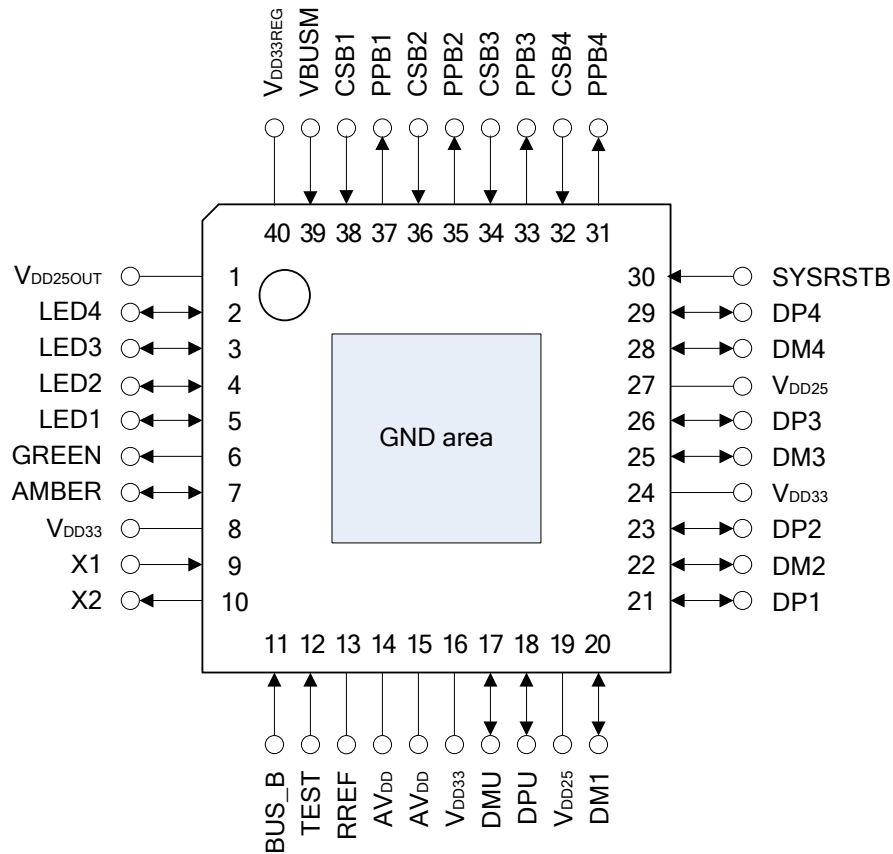 VDD33REG
VBUSM
CSB1
PPB1
CSB2
PPB2
CSB3
PPB3
CSB4
PPB4
40 39 38 37 36 35 34 33 32 31
VDD25OUT 1
LED4 2
LED3 3
LED2 4
LED1 5
GREEN 6
AMBER 7
VDD33 8
X1 9
X2 10
GND area
30 SYSRSTB
29 DP4
28 DM4
27 VDD25
26 DP3
25 DM3
24 VDD33
23 DP2
22 DM2
21 DP1
11 12 13 14 15 16 17 18 19 20
BUS_B
TEST
RREF
AVDD
AVDD
VDD33
DMU
DPU
VDD25
DM1